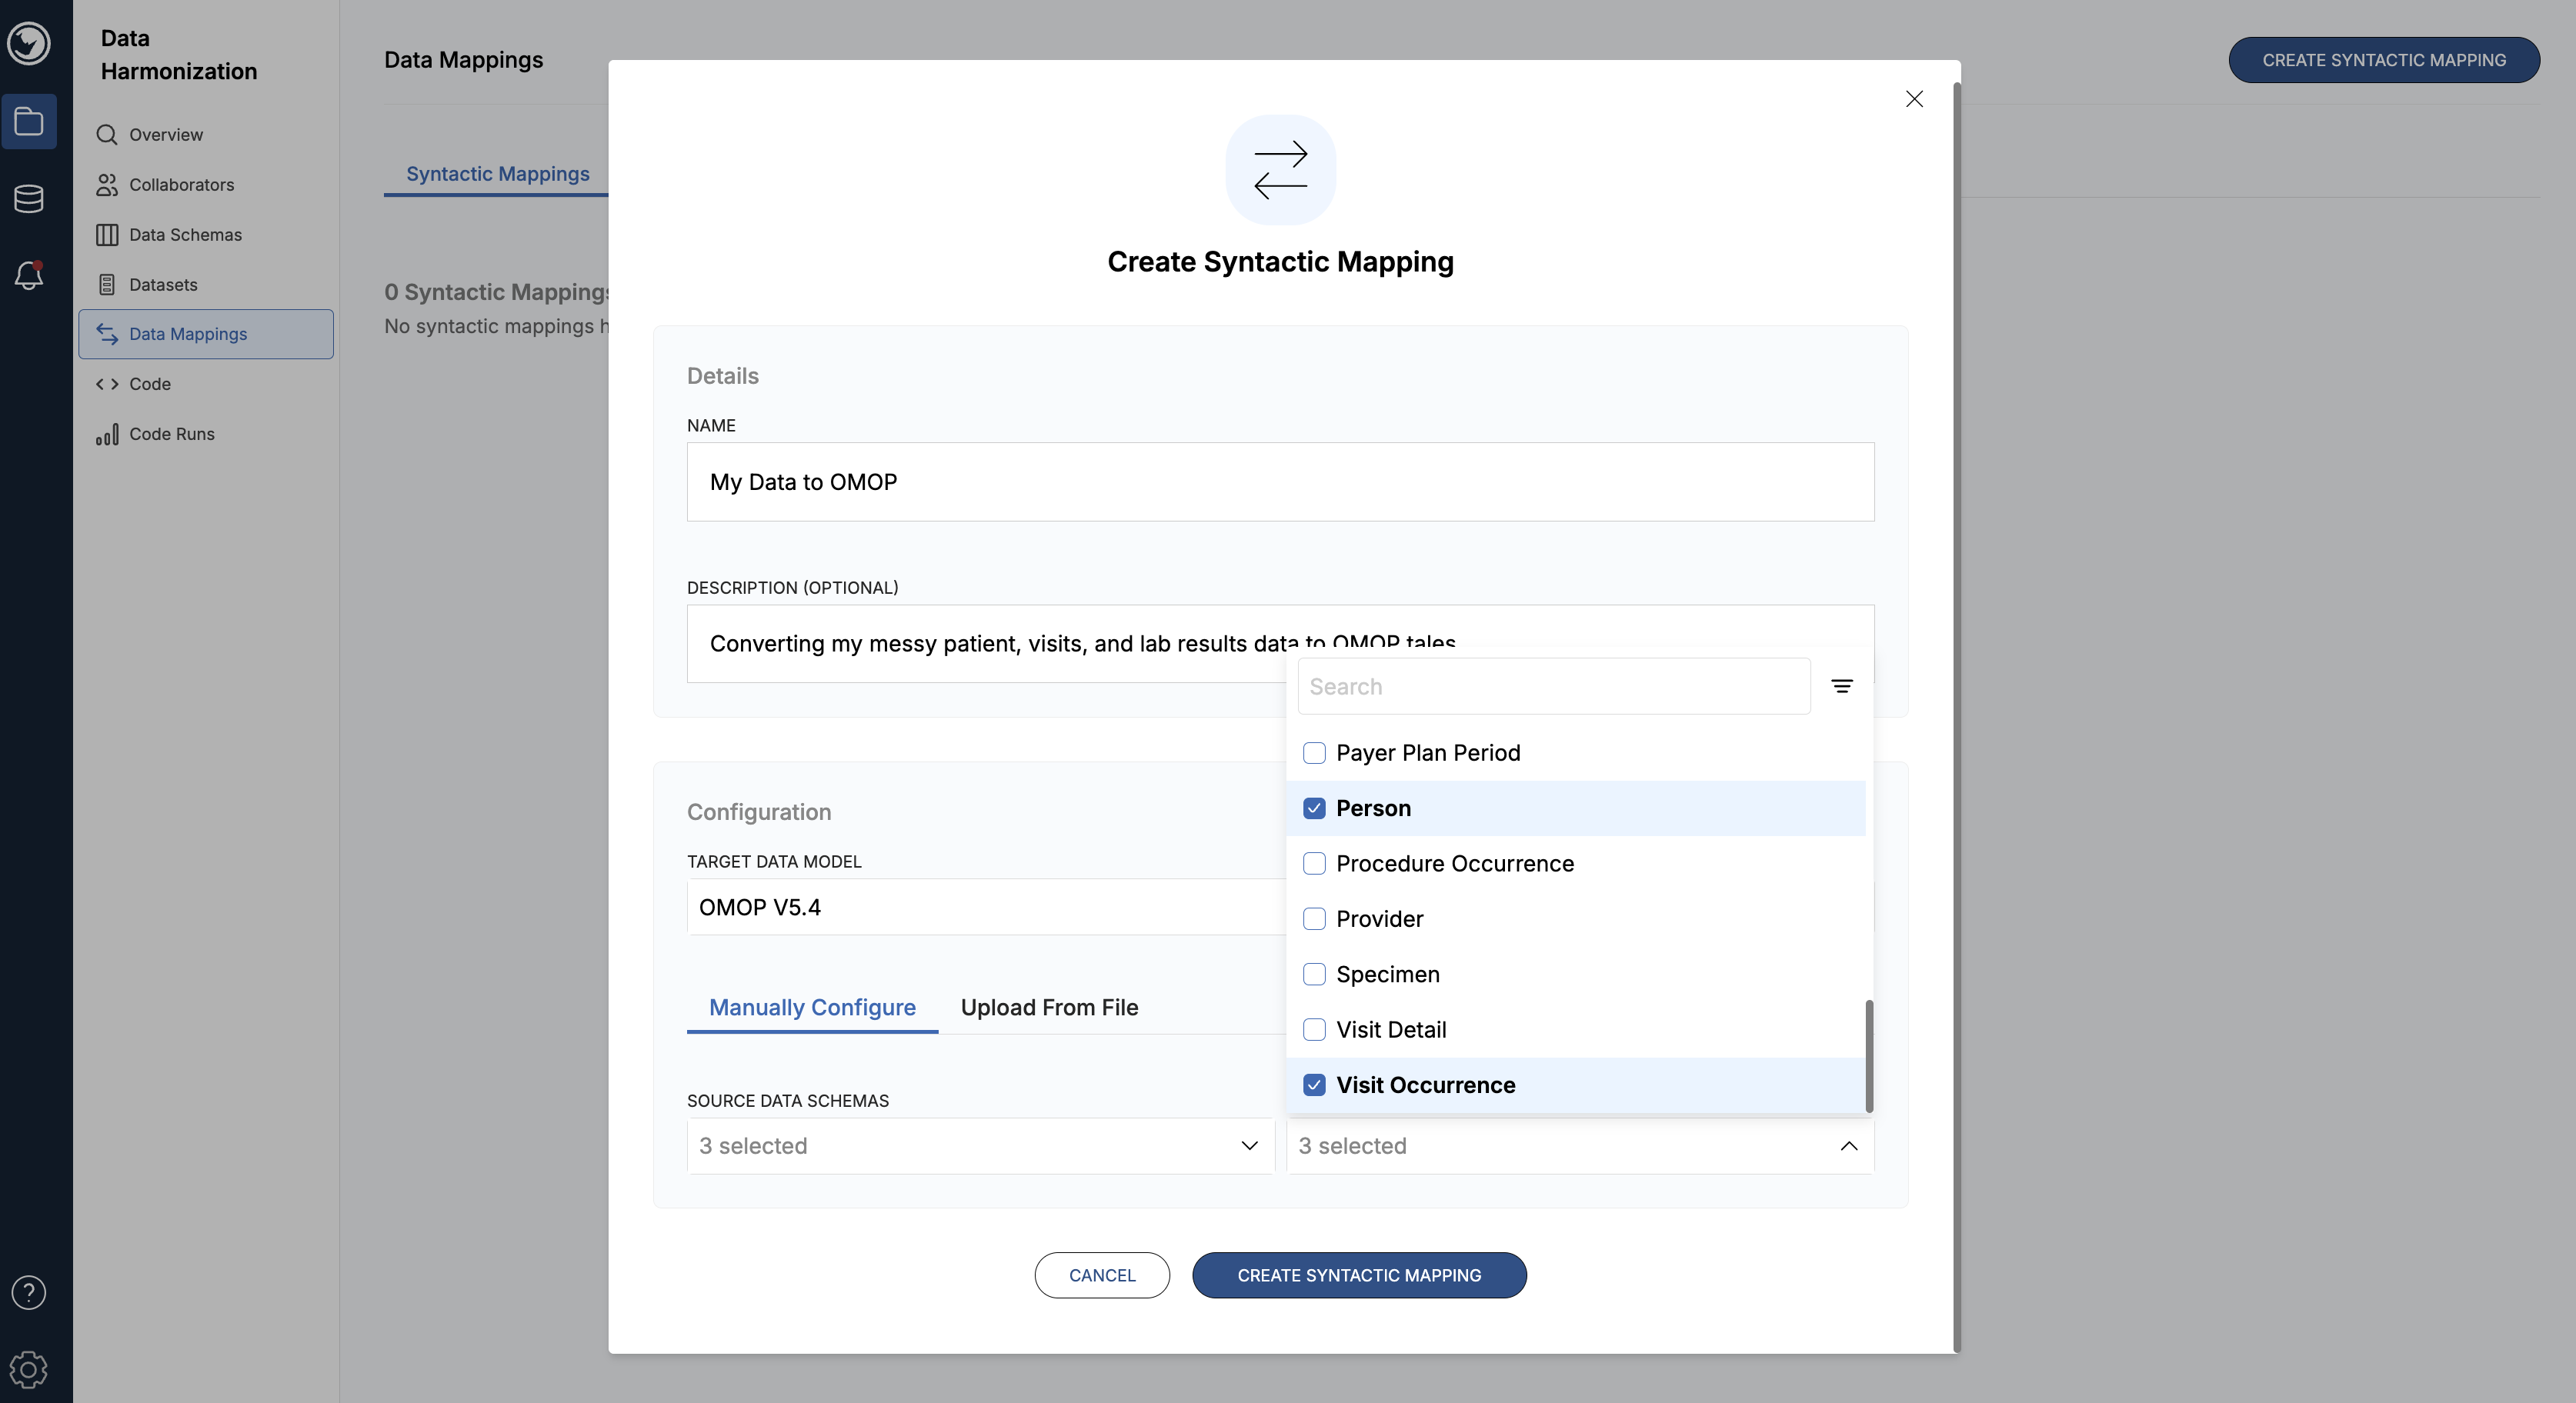 Data
Harmonization
Overview
Collaborators
Data Schemas
Datasets
Data Mappings
Code
Code Runs
?
Data Mappings
CREATE SYNTACTIC MAPPING
Syntactic Mappings
0 Syntactic Mappings
No syntactic mappings h
Create Syntactic Mapping
Details
NAME
My Data to OMOP
DESCRIPTION (OPTIONAL)
Converting my messy patient, visits, and lab results data to OMOP tales
Configuration
TARGET DATA MODEL
OMOP V5.4
Manually Configure
Upload From File
SOURCE DATA SCHEMAS
3 selected
Search
Payer Plan Period
Person
Procedure Occurrence
Provider
Specimen
Visit Detail
Visit Occurrence
3 selected
CANCEL
CREATE SYNTACTIC MAPPING